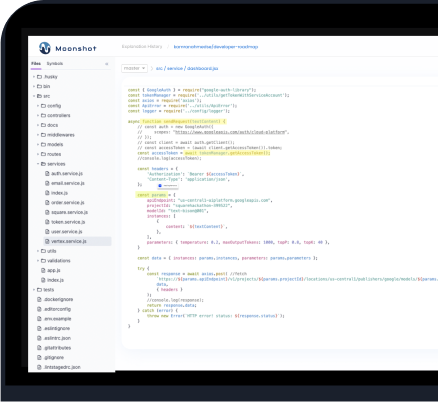 Moonshot
Explanation History / kamranahmedse/developer-roadmap
Files Symbols
master > src / service / dashboard.jsx
.husky
bin
src
config
controllers
docs
middlewares
models
routes
services
auth.service.js
email.service.js
index.js
order.service.js
square.service.js
token.service.js
user.service.js
vertex.service.js
utils
validations
app.js
index.js
tests
.dockerignore
.editorconfig
.env.example
.eslintignore
.eslintrc.json
.gitattributes
.gitignore
.lintstagedrc.json
const { GoogleAuth } = require('google-auth-library');
const tokenManager = require('../utils/getTokenWithServiceAccount');
const axios = require('axios');
const ApiError = require('../utils/ApiError');
const logger = require('../config/logger');
async function sendRequest(textContent) {
// const auth = new GoogleAuth({
// scopes: "https://www.googleapis.com/auth/cloud-platform",
// });
// const client = await auth.getClient();
// const accessToken = (await client.getAccessToken()).token;
const accessToken = await tokenManager.getAccessToken();
//console.log(accessToken);
const headers = {
'Authorization': `Bearer ${accessToken}`,
'Content-Type': 'application/json',
};
const params = {
apiEndpoint: "us-central1-aiplatform.googleapis.com",
modelId: "text-bison@001",
instances: [
{
content: `${textContent}`,
},
],
parameters: { temperature: 0.2, maxOutputTokens: 1000, topP: 0.8, topK: 40 },
}
const data = { instances: params.instances, parameters: params.parameters };
try {
const response = await axios.post( //fetch
`https://${params.apiEndpoint}/v1/projects/${params.projectId}/locations/us-central1/publishers/google/models/${params.
data,
{ headers }
);
//console.log(response);
return response.data;
} catch (error) {
throw new Error(`HTTP error! status: ${response.status}`);
}
}